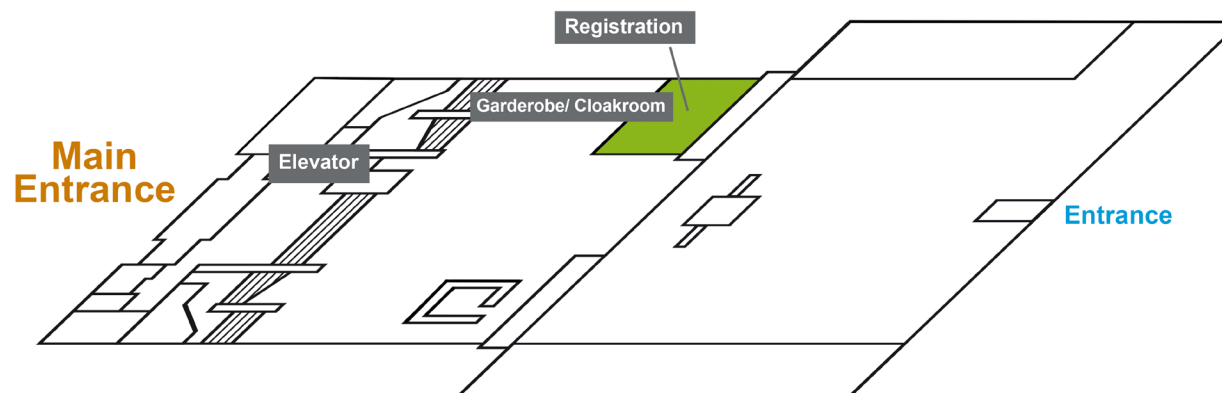 Registration
Garderobe/ Cloakroom
Main
Entrance
Elevator
Entrance